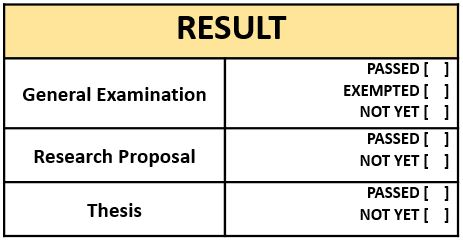 RESULT
General Examination
PASSED [ ]
EXEMPTED [ ]
NOT YET [ ]
Research Proposal
PASSED [ ]
NOT YET [ ]
Thesis
PASSED [ ]
NOT YET [ ]